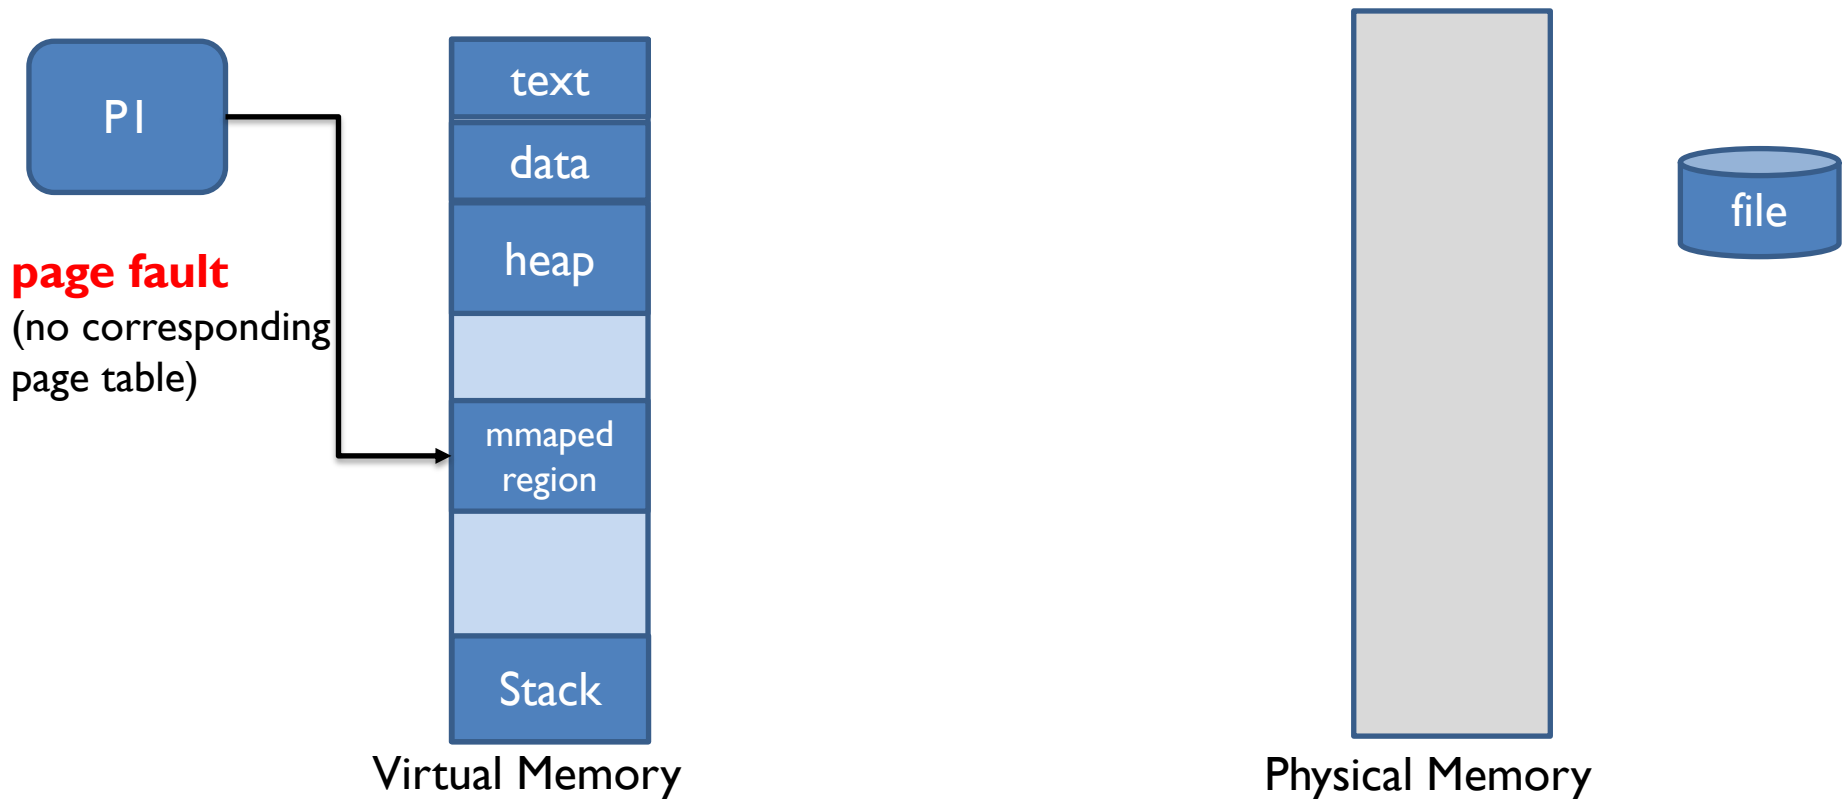 P1
page fault
(no corresponding
page table)
text
data
heap
mmaped
region
Stack
Virtual Memory
Physical Memory
file